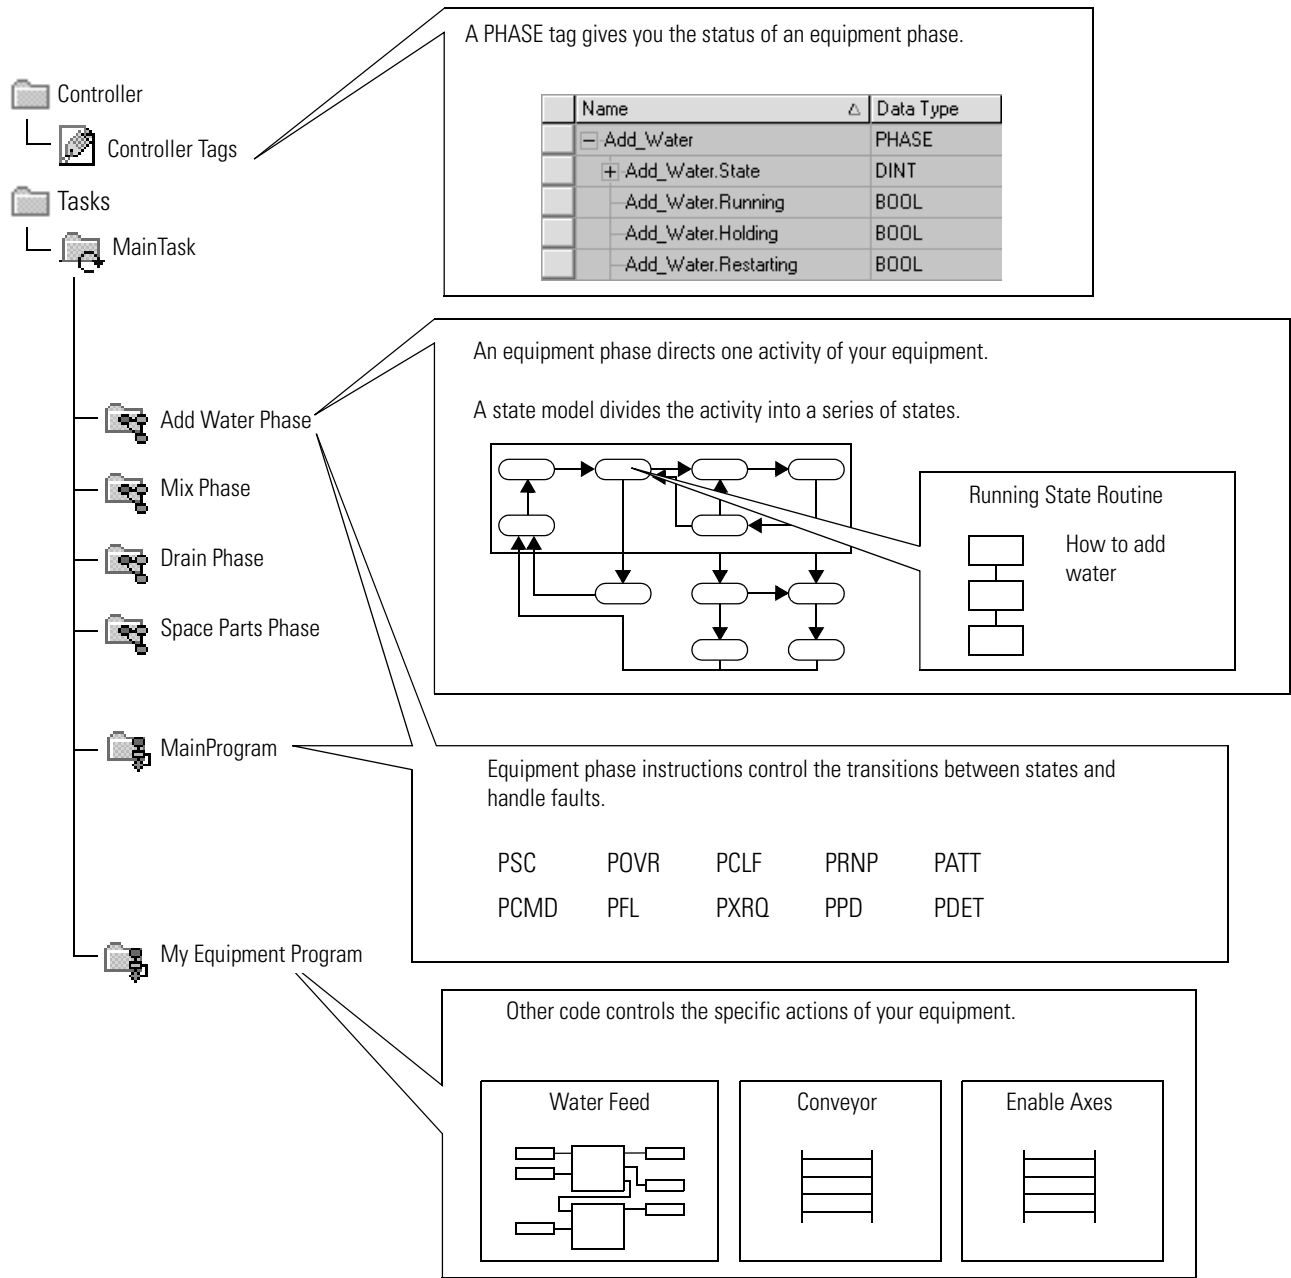 A PHASE tag gives you the status of an equipment phase.
Controller
Controller Tags
Name Data Type
Add_Water PHASE
Add_Water.State DINT
Add_Water.Running BOOL
Add_Water.Holding BOOL
Add_Water.Restarting BOOL
Tasks
MainTask
An equipment phase directs one activity of your equipment.
A state model divides the activity into a series of states.
Add Water Phase
Mix Phase
Drain Phase
Space Parts Phase
Running State Routine
How to add
water
MainProgram
Equipment phase instructions control the transitions between states and
handle faults.
PSC POVR PCLF PRNP PATT
PCMD PFL PXRQ PPD PDET
My Equipment Program
Other code controls the specific actions of your equipment.
Water Feed
Conveyor
Enable Axes